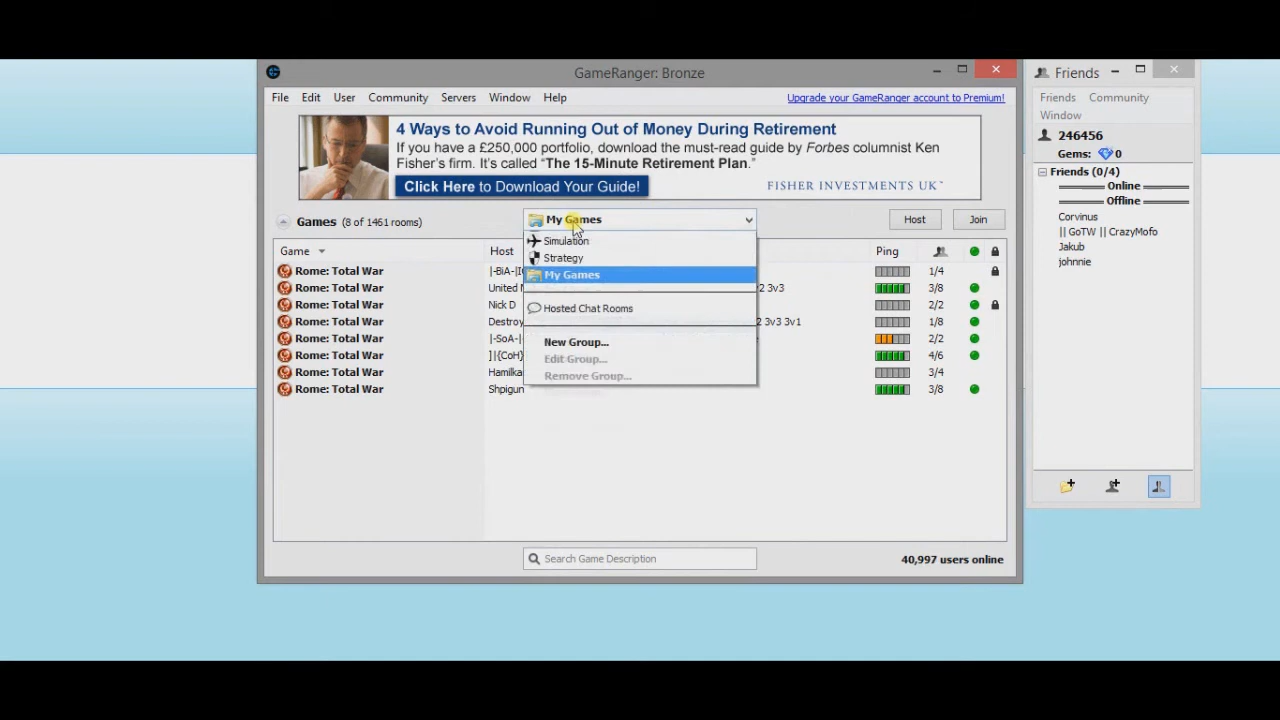 GameRanger: Bronze
File Edit User Community Servers Window Help
Upgrade your GameRanger account to Premium!
4 Ways to Avoid Running Out of Money During Retirement
If you have a £250,000 portfolio, download the must-read guide by Forbes columnist Ken
Fisher's firm. It's called "The 15-Minute Retirement Plan."
Click Here to Download Your Guide!
FISHER INVESTMENTS UK™
Games (8 of 1461 rooms)
My Games
Host
Join
Game Host Ping
Rome: Total War |-BiA-| 1/4
Rome: Total War United 2 3v3 3/8
Rome: Total War Nick D 2/2
Rome: Total War Destroy 2 3v3 3v1 1/8
Rome: Total War |-SoA-| 2/2
Rome: Total War ]|{CoH} 4/6
Rome: Total War Hamilka 3/4
Rome: Total War Shpigun 3/8
Simulation
Strategy
My Games
Hosted Chat Rooms
New Group...
Edit Group...
Remove Group...
Search Game Description
40,997 users online
Friends
Friends Community
Window
246456
Gems: 0
Friends (0/4)
Online
Offline
Corvinus
|| GoTW || CrazyMofo
Jakub
johnnie